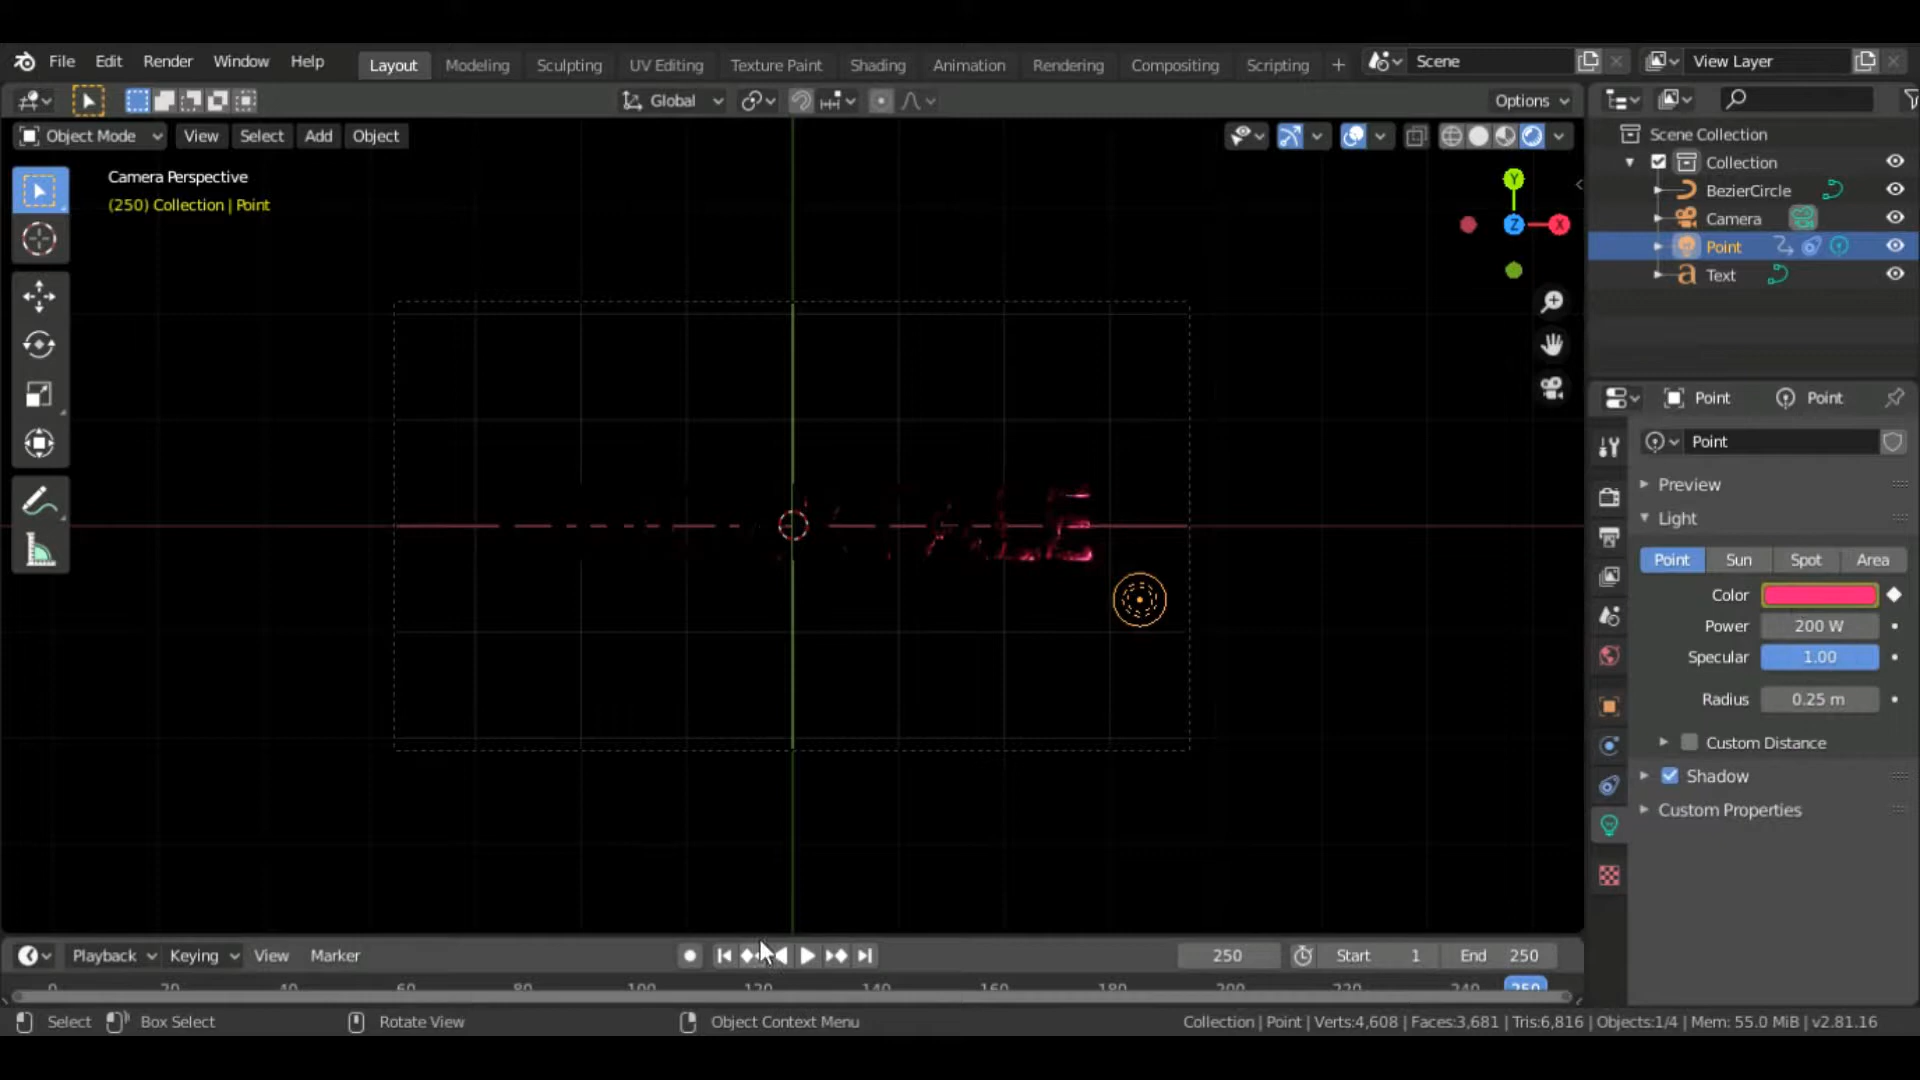 File Edit Render Window Help Layout Modeling Sculpting UV Editing Texture Paint Shading Animation Rendering Compositing Scripting + Scene View Layer
Global Options
Object Mode View Select Add Object
Scene Collection
Collection
BezierCircle
Camera
Point
Text
Camera Perspective
(250) Collection | Point
Y
Z X
Point Point
Point
Preview
Light
Point Sun Spot Area
Color
Power 200 W
Specular 1.00
Radius 0.25 m
Custom Distance
Shadow
Custom Properties
Playback Keying View Marker 250 Start 1 End 250
0 20 40 60 80 100 120 140 160 180 200 220 240 250
Select Box Select Rotate View Object Context Menu Collection | Point | Verts:4,608 | Faces:3,681 | Tris:6,816 | Objects:1/4 | Mem: 55.0 MiB | v2.81.16